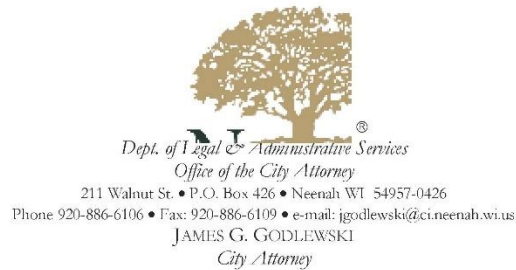 ®
Dept. of Legal & Administrative Services
Office of the City Attorney
211 Walnut St. ● P.O. Box 426 ● Neenah WI 54957-0426
Phone 920-886-6106 ● Fax: 920-886-6109 ● e-mail: jgodlewski@ci.neenah.wi.us
JAMES G. GODLEWSKI
City Attorney